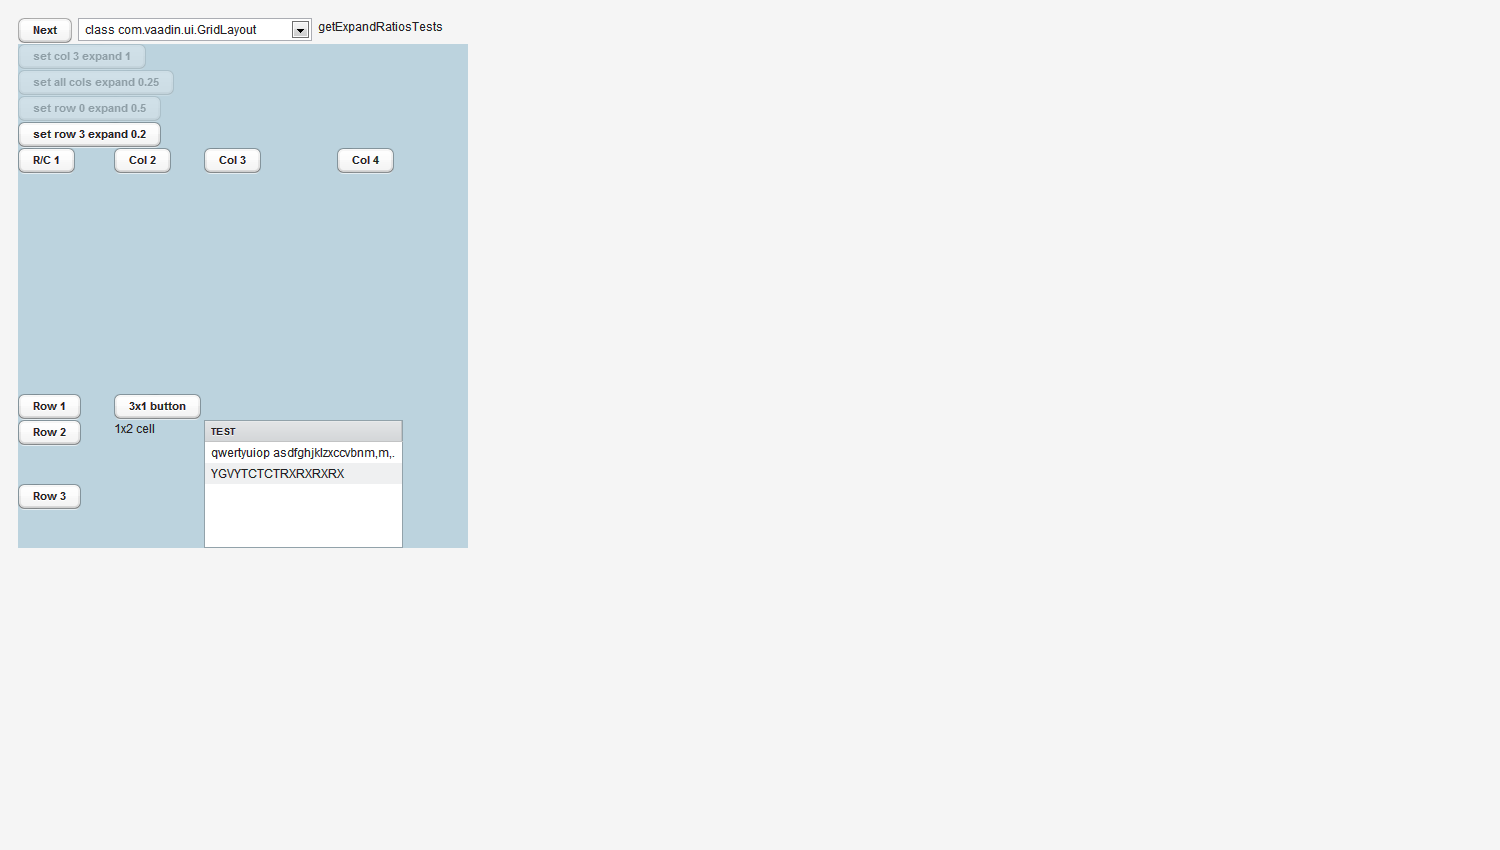 Next class com.vaadin.ui.GridLayout getExpandRatiosTests
set col 3 expand 1
set all cols expand 0.25
set row 0 expand 0.5
set row 3 expand 0.2
R/C 1 Col 2 Col 3 Col 4
Row 1 3x1 button
Row 2 1x2 cell TEST
qwertyuiop asdfghjklzxccvbnm,m,.
YGVYTCTCTRXRXRXRX
Row 3